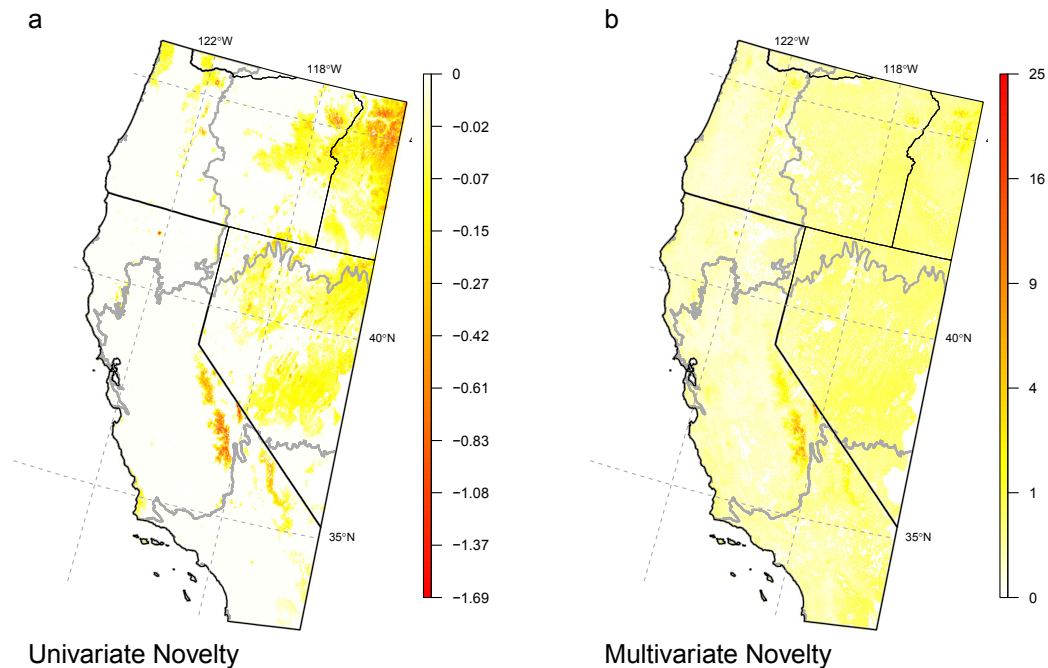 a
122°W
118°W
40°N
35°N
0
−0.02
−0.07
−0.15
−0.27
−0.42
−0.61
−0.83
−1.08
−1.37
−1.69
Univariate Novelty
b
122°W
118°W
40°N
35°N
25
16
9
4
1
0
Multivariate Novelty